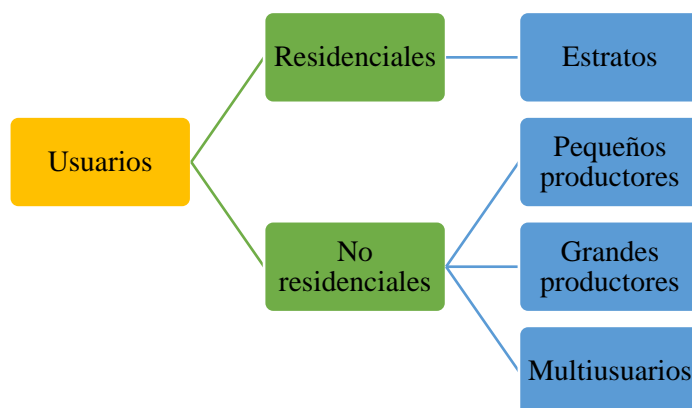 Usuarios
Residenciales
Estratos
No
residenciales
Pequeños
productores
Grandes
productores
Multiusuarios